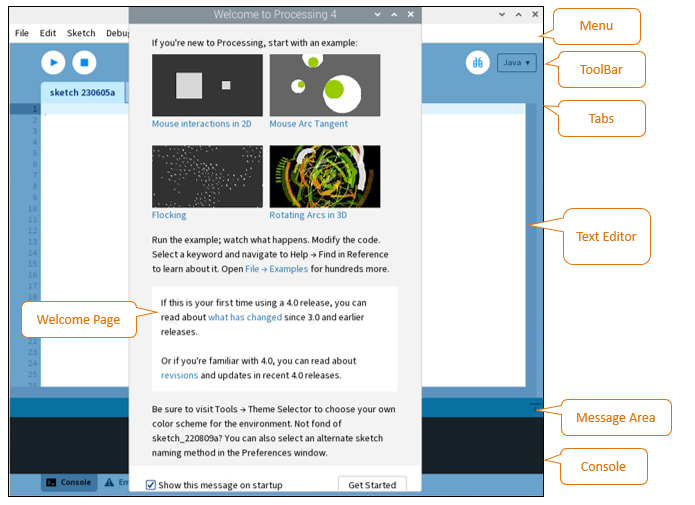 Welcome to Processing 4
File Edit Sketch Debug
Java ▾
sketch 230605a
1
2
3
4
5
6
7
8
9
10
11
12
13
14
15
16
17
18
22
23
24
25
26
If you're new to Processing, start with an example:
Mouse interactions in 2D
Mouse Arc Tangent
Flocking
Rotating Arcs in 3D
Run the example; watch what happens. Modify the code.
Select a keyword and navigate to Help → Find in Reference
to learn about it. Open File → Examples for hundreds more.
If this is your first time using a 4.0 release, you can
read about what has changed since 3.0 and earlier
releases.
Or if you're familiar with 4.0, you can read about
revisions and updates in recent 4.0 releases.
Be sure to visit Tools → Theme Selector to choose your own
color scheme for the environment. Not fond of
sketch_220809a? You can also select an alternate sketch
naming method in the Preferences window.
Show this message on startup
Get Started
Console
Menu
ToolBar
Tabs
Text Editor
Welcome Page
Message Area
Console